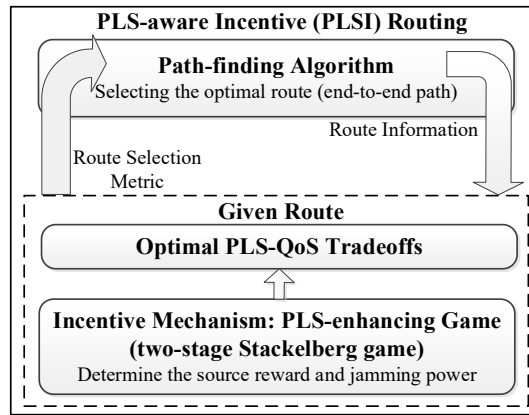 PLS-aware Incentive (PLSI) Routing
Path-finding Algorithm
Selecting the optimal route (end-to-end path)
Route Information
Route Selection
Metric
Given Route
Optimal PLS-QoS Tradeoffs
Incentive Mechanism: PLS-enhancing Game
(two-stage Stackelberg game)
Determine the source reward and jamming power